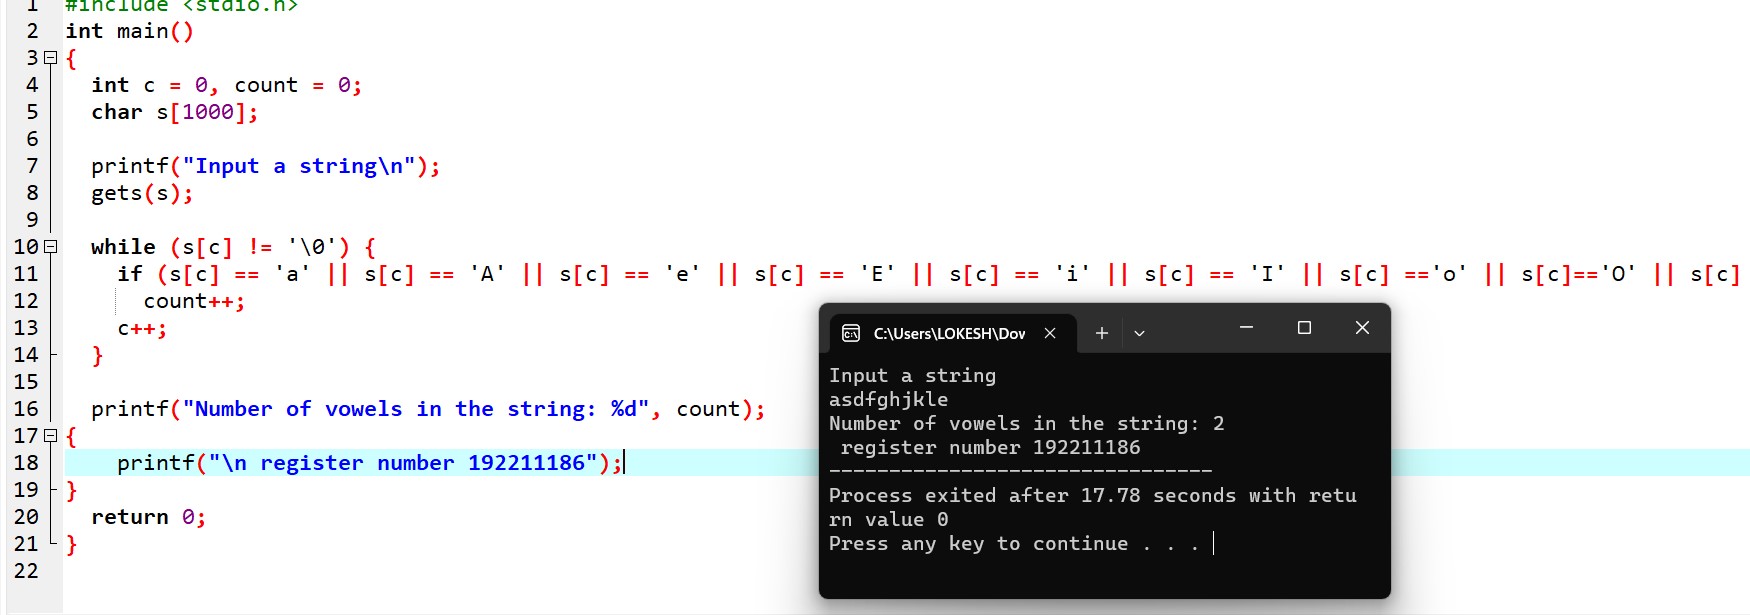 1 #include <stdio.h>
2 int main()
3 {
4 int c = 0, count = 0;
5 char s[1000];
6
7 printf("Input a string\n");
8 gets(s);
9
10 while (s[c] != '\0') {
11 if (s[c] == 'a' || s[c] == 'A' || s[c] == 'e' || s[c] == 'E' || s[c] == 'i' || s[c] == 'I' || s[c] =='o' || s[c]=='O' || s[c]
12 count++;
13 c++;
14 }
15
16 printf("Number of vowels in the string: %d", count);
17 {
18 printf("\n register number 192211186");
19 }
20 return 0;
21 }
22
C:\Users\LOKESH\Dov
Input a string
asdfghjkle
Number of vowels in the string: 2
register number 192211186
--------------------------------
Process exited after 17.78 seconds with retu
rn value 0
Press any key to continue . . .